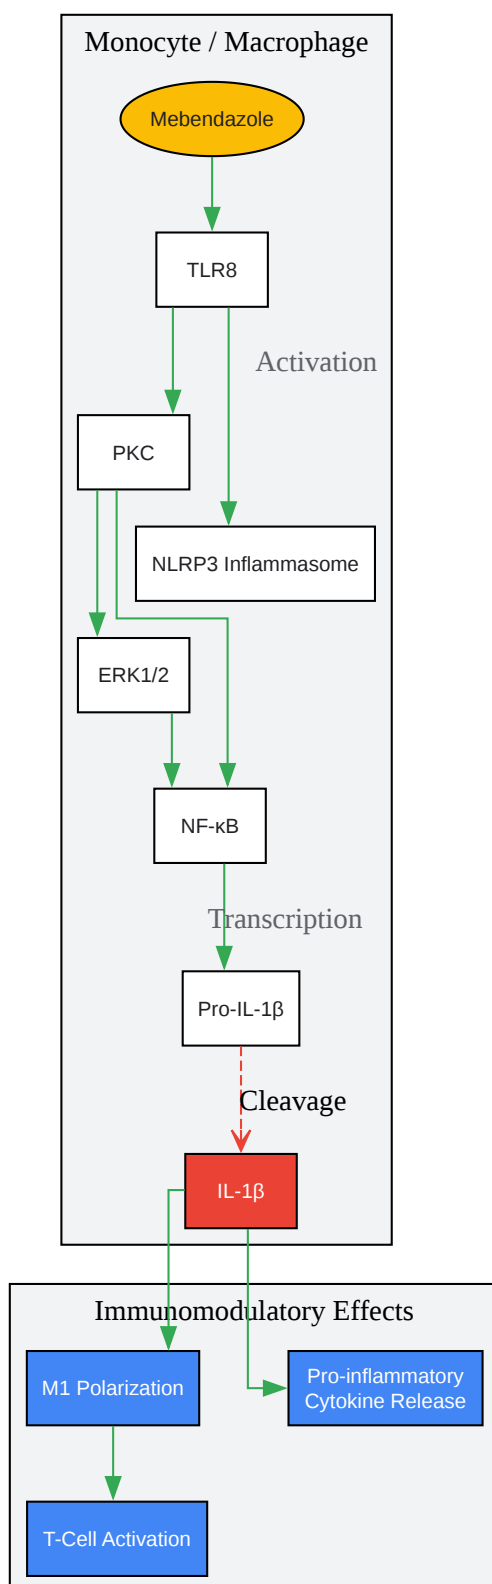 Monocyte / Macrophage
Mebendazole
TLR8
Activation
PKC
NLRP3 Inflammasome
ERK1/2
NF-κB
Transcription
Pro-IL-1β
Cleavage
IL-1β
Immunomodulatory Effects
M1 Polarization
Pro-inflammatory
Cytokine Release
T-Cell Activation